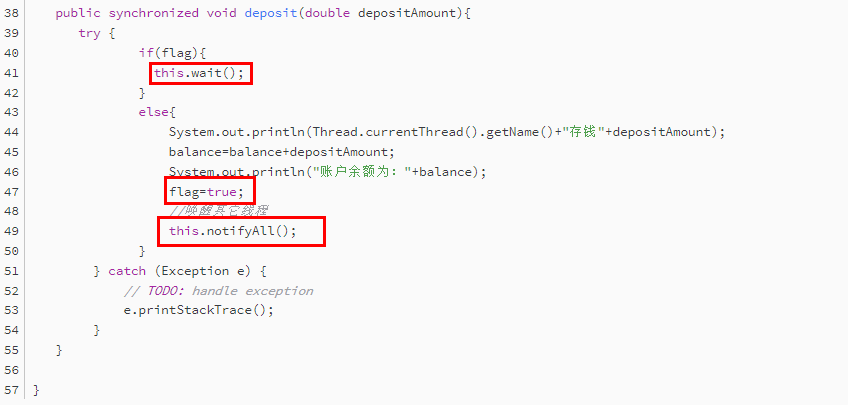 38 public synchronized void deposit(double depositAmount){
39 try {
40 if(flag){
41 this.wait();
42 }
43 else{
44 System.out.println(Thread.currentThread().getName()+"存钱"+depositAmount);
45 balance=balance+depositAmount;
46 System.out.println("账户余额为："+balance);
47 flag=true;
48 //唤醒其它线程
49 this.notifyAll();
50 }
51 } catch (Exception e) {
52 // TODO: handle exception
53 e.printStackTrace();
54 }
55 }
56
57 }